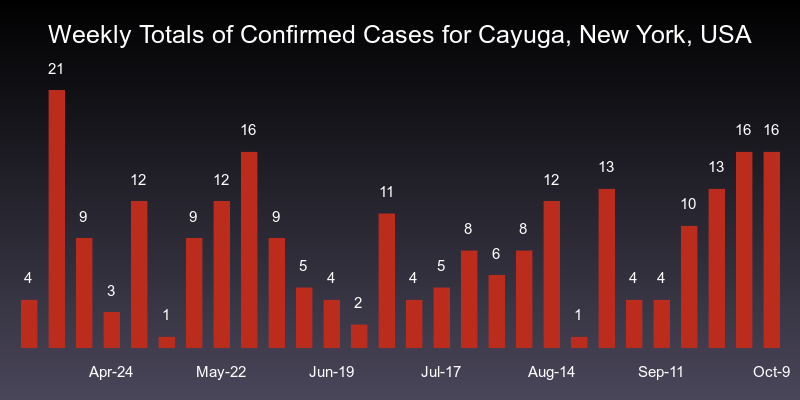 Weekly Totals of Confirmed Cases for Cayuga, New York, USA
4 21 9 3 12 1 9 12 16 9 5 4 2 11 4 5 8 6 8 12 1 13 4 4 10 13 16 16
Apr-24 May-22 Jun-19 Jul-17 Aug-14 Sep-11 Oct-9